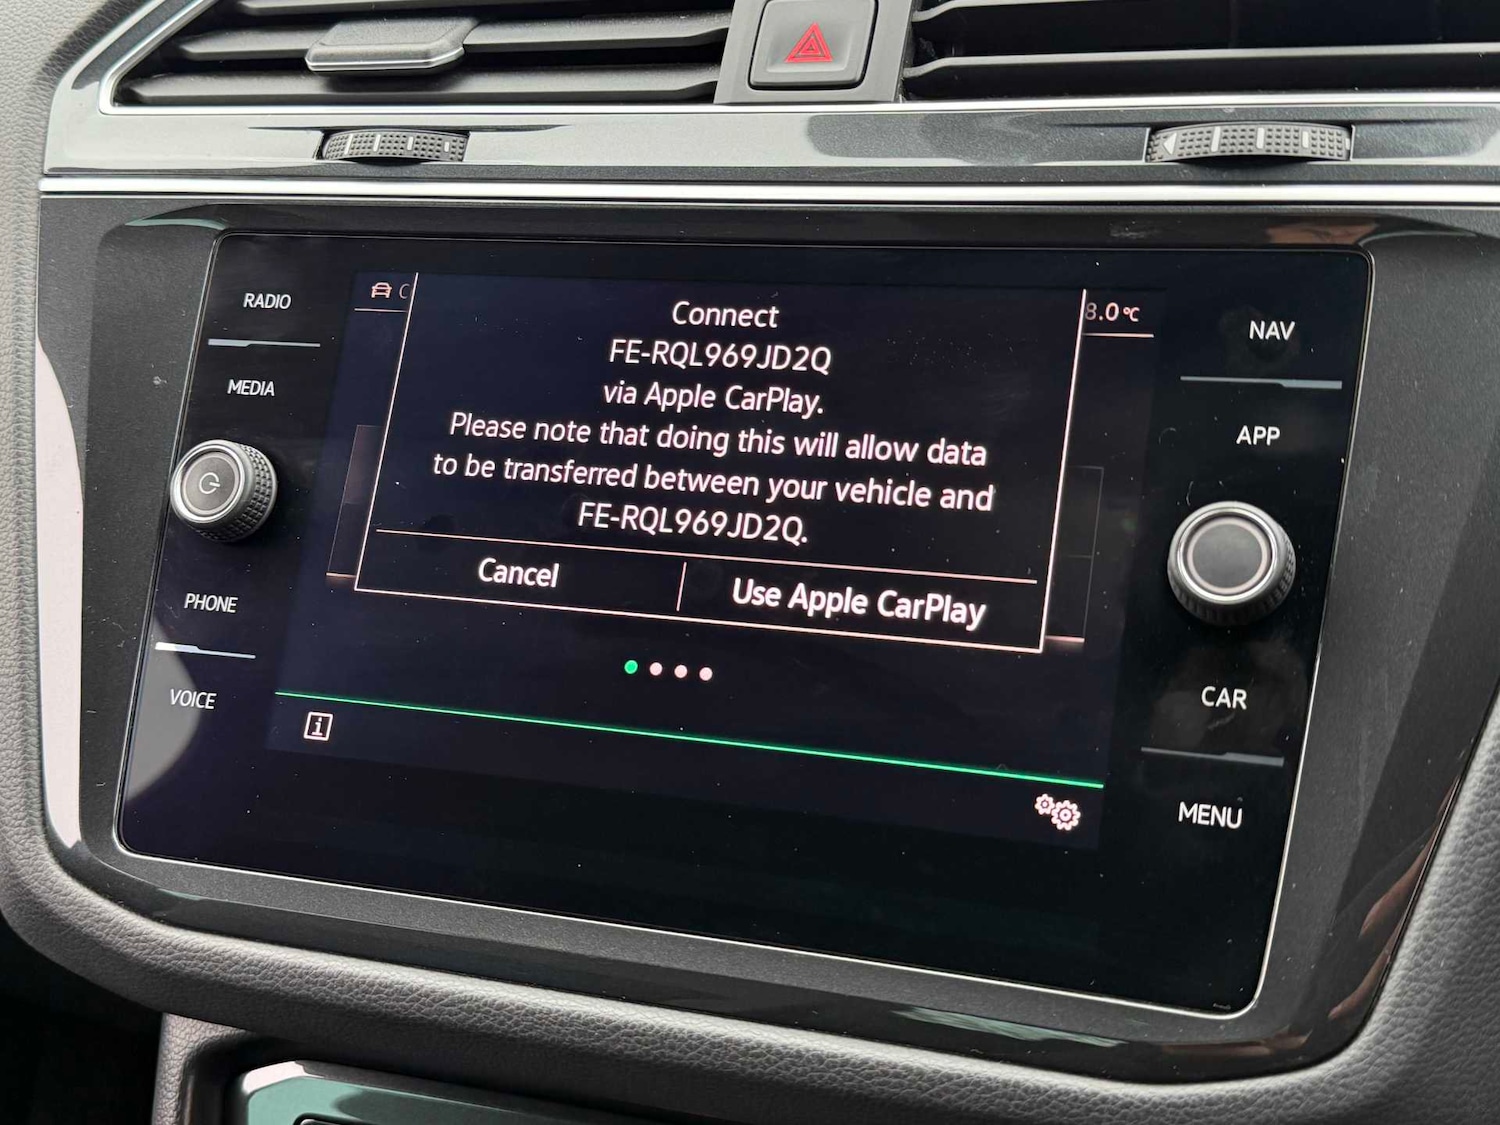 RADIO
MEDIA
PHONE
VOICE
8.0 °C
Connect
FE-RQL969JD2Q
via Apple CarPlay.
Please note that doing this will allow data
to be transferred between your vehicle and
FE-RQL969JD2Q.
Cancel
Use Apple CarPlay
NAV
APP
CAR
MENU